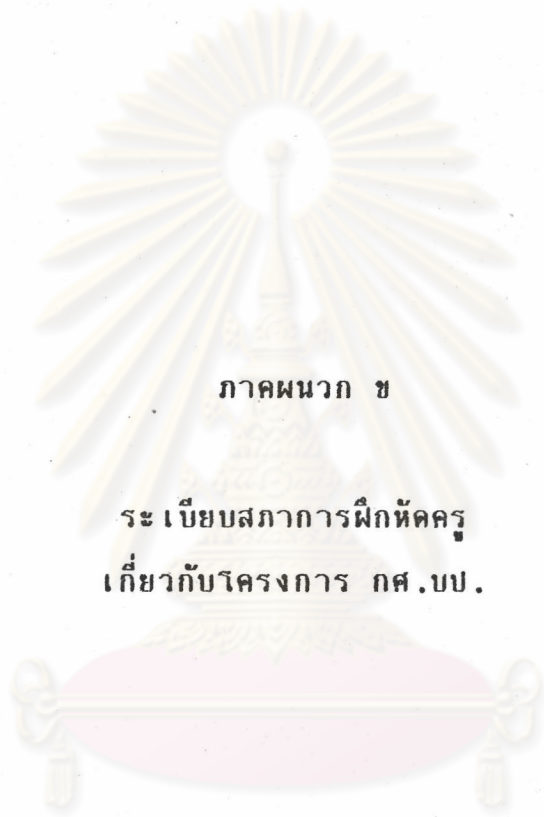 ภาคผนวก ข
ระเบียบสภาการฝึกหัดครู
เกี่ยวกับโครงการ กศ.บป.